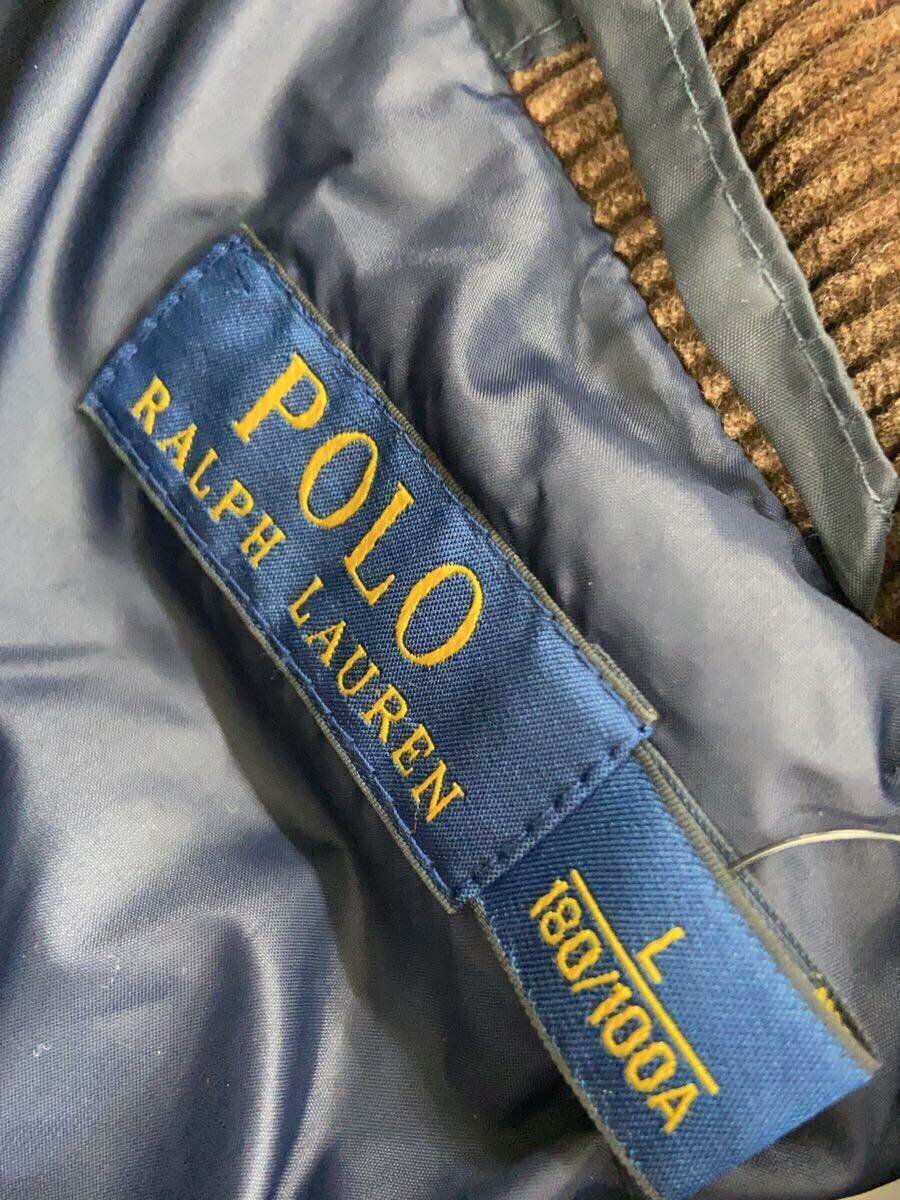 POLO
RALPH LAUREN
L
180/100A